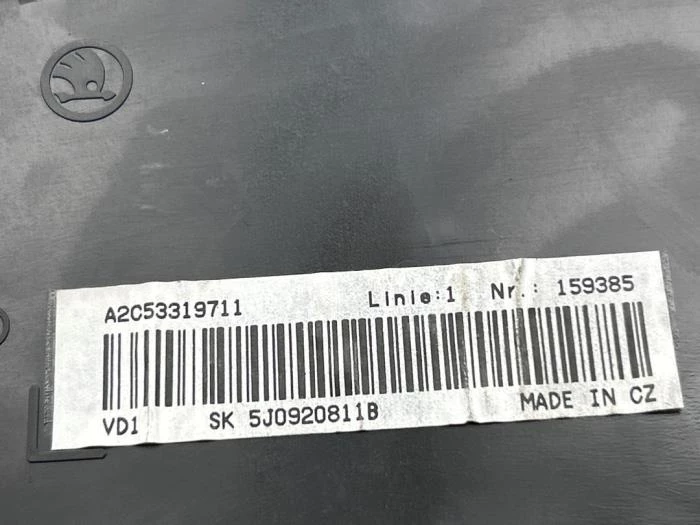 A2C53319711 Linie:1 Nr.: 159385
VD1 SK 5J0920811B MADE IN CZ